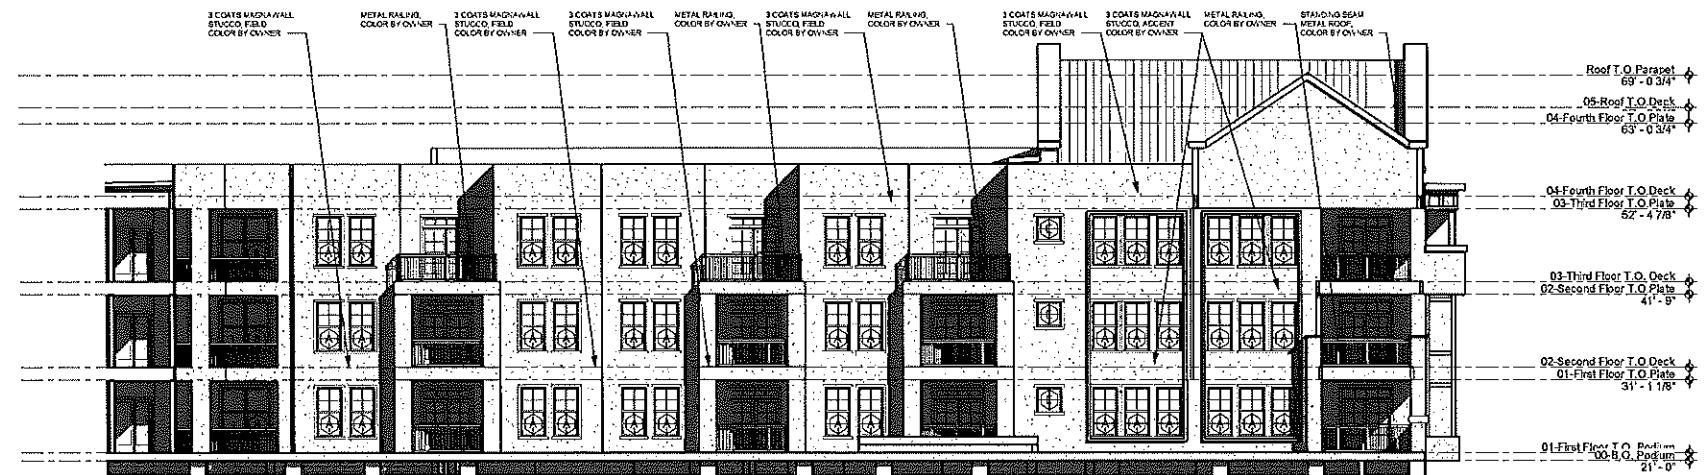 3 COATS MAGNAWALL
STUCCO, FIELD
COLOR BY OWNER
METAL RAILING,
COLOR BY OWNER
3 COATS MAGNAWALL
STUCCO, FIELD
COLOR BY OWNER
3 COATS MAGNAWALL
STUCCO, FIELD
COLOR BY OWNER
METAL RAILING,
COLOR BY OWNER
3 COATS MAGNAWALL
STUCCO, FIELD
COLOR BY OWNER
METAL RAILING,
COLOR BY OWNER
3 COATS MAGNAWALL
STUCCO, FIELD
COLOR BY OWNER
3 COATS MAGNAWALL
STUCCO, ACCENT
COLOR BY OWNER
METAL RAILING,
COLOR BY OWNER
STANDING SEAM
METAL ROOF,
COLOR BY OWNER
Roof T.O. Parapet
69' - 0 3/4"
05-Roof T.O. Deck
04-Fourth Floor T.O. Plate
63' - 0 3/4"
04-Fourth Floor T.O. Deck
03-Third Floor T.O. Plate
52' - 4 7/8"
03-Third Floor T.O. Deck
02-Second Floor T.O. Plate
41' - 9"
02-Second Floor T.O. Deck
01-First Floor T.O. Plate
31' - 1 1/8"
01-First Floor T.O. Podium
00-B.O. Podium
21' - 0"